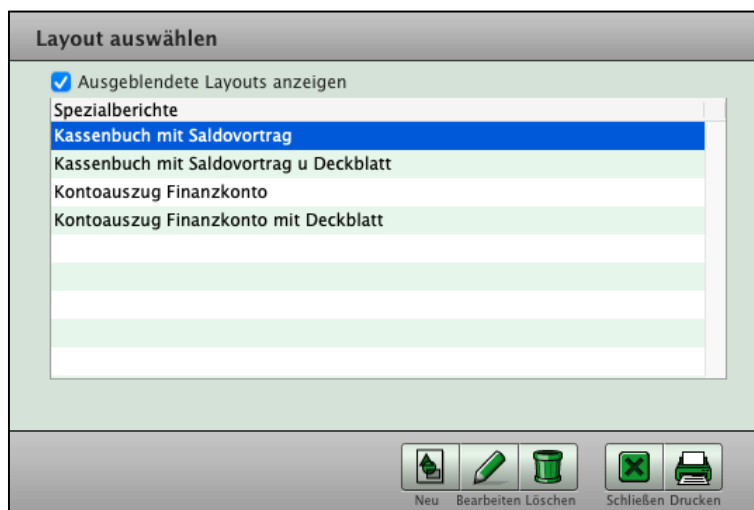 Layout auswählen
Ausgeblendete Layouts anzeigen
Spezialberichte
Kassenbuch mit Saldovortrag
Kassenbuch mit Saldovortrag u Deckblatt
Kontoauszug Finanzkonto
Kontoauszug Finanzkonto mit Deckblatt
Neu Bearbeiten Löschen Schließen Drucken